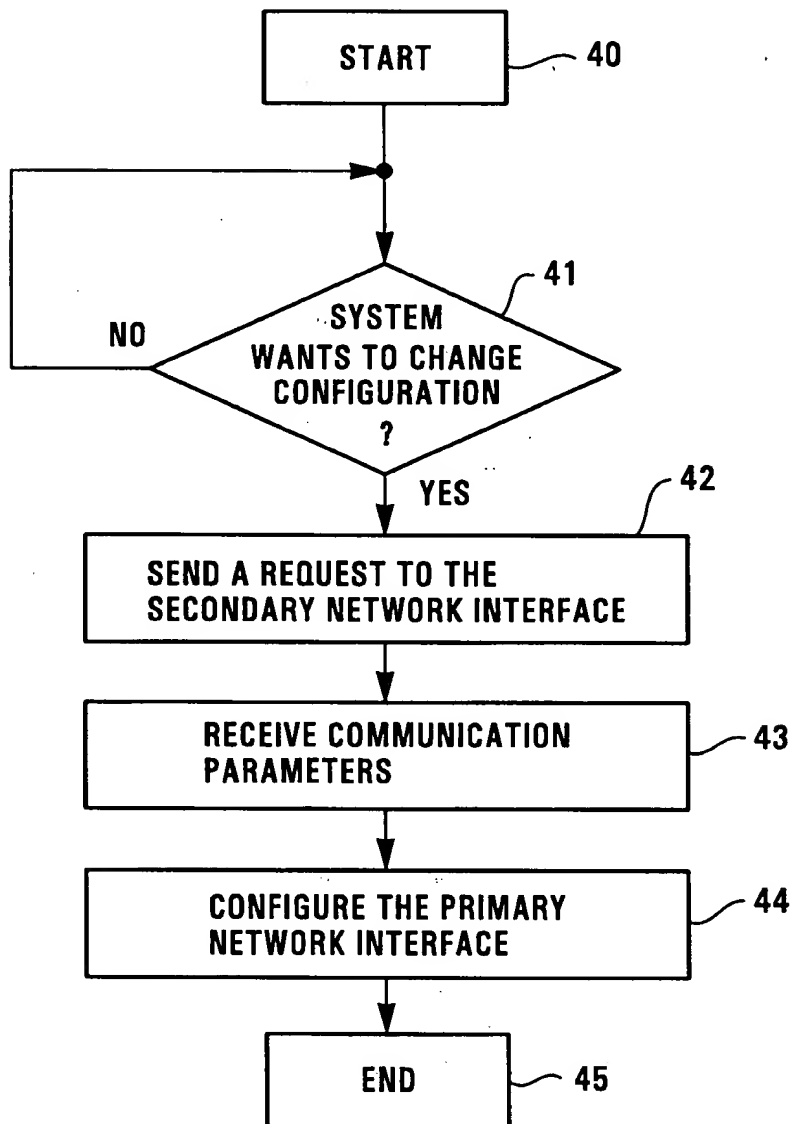 START
40
41
SYSTEM
WANTS TO CHANGE
CONFIGURATION
?
NO
YES
42
SEND A REQUEST TO THE
SECONDARY NETWORK INTERFACE
RECEIVE COMMUNICATION
PARAMETERS
43
CONFIGURE THE PRIMARY
NETWORK INTERFACE
44
END
45